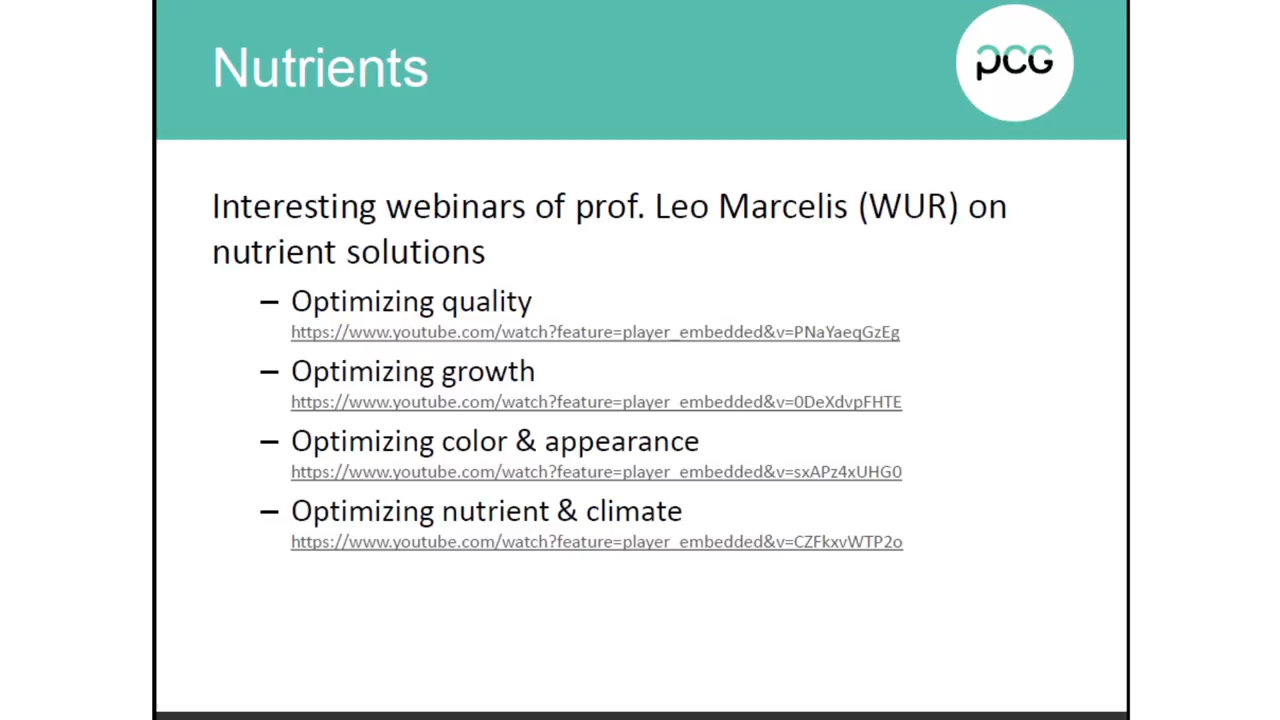 Nutrients
pCG
Interesting webinars of prof. Leo Marcelis (WUR) on
nutrient solutions
– Optimizing quality
https://www.youtube.com/watch?feature=player_embedded&v=PNaYaeqGzEg
– Optimizing growth
https://www.youtube.com/watch?feature=player_embedded&v=0DeXdvpFHTE
– Optimizing color & appearance
https://www.youtube.com/watch?feature=player_embedded&v=sxAPz4xUHG0
– Optimizing nutrient & climate
https://www.youtube.com/watch?feature=player_embedded&v=CZFkxvWTP2o